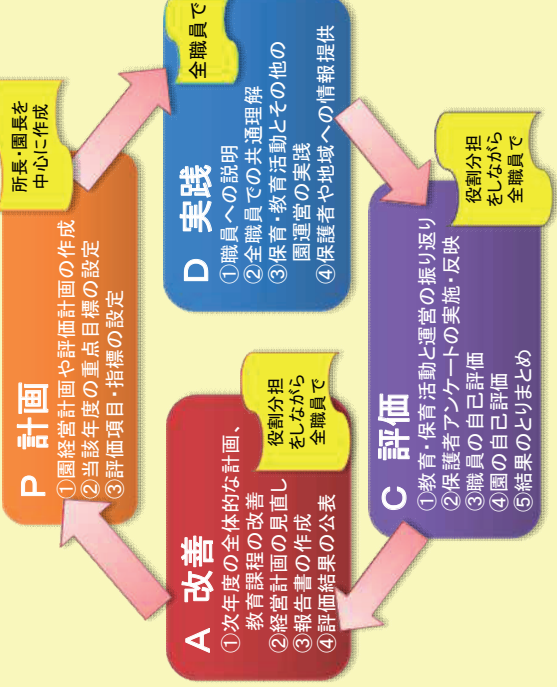 P 計画
①園経営計画や評価計画の作成
②当該年度の重点目標の設定
③評価項目・指標の設定
所長・園長を
中心に作成
D 実践
①職員への説明
②全職員での共通理解
③保育・教育活動とその他の
園運営の実践
④保護者や地域への情報提供
全職員で
C 評価
①教育・保育活動と運営の振り返り
②保護者アンケートの実施・反映
③職員の自己評価
④園の自己評価
⑤結果のとりまとめ
役割分担
をしながら
全職員で
A 改善
①次年度の全体的な計画、
教育課程の改善
②経営計画の見直し
③報告書の作成
④評価結果の公表
役割分担
をしながら
全職員で